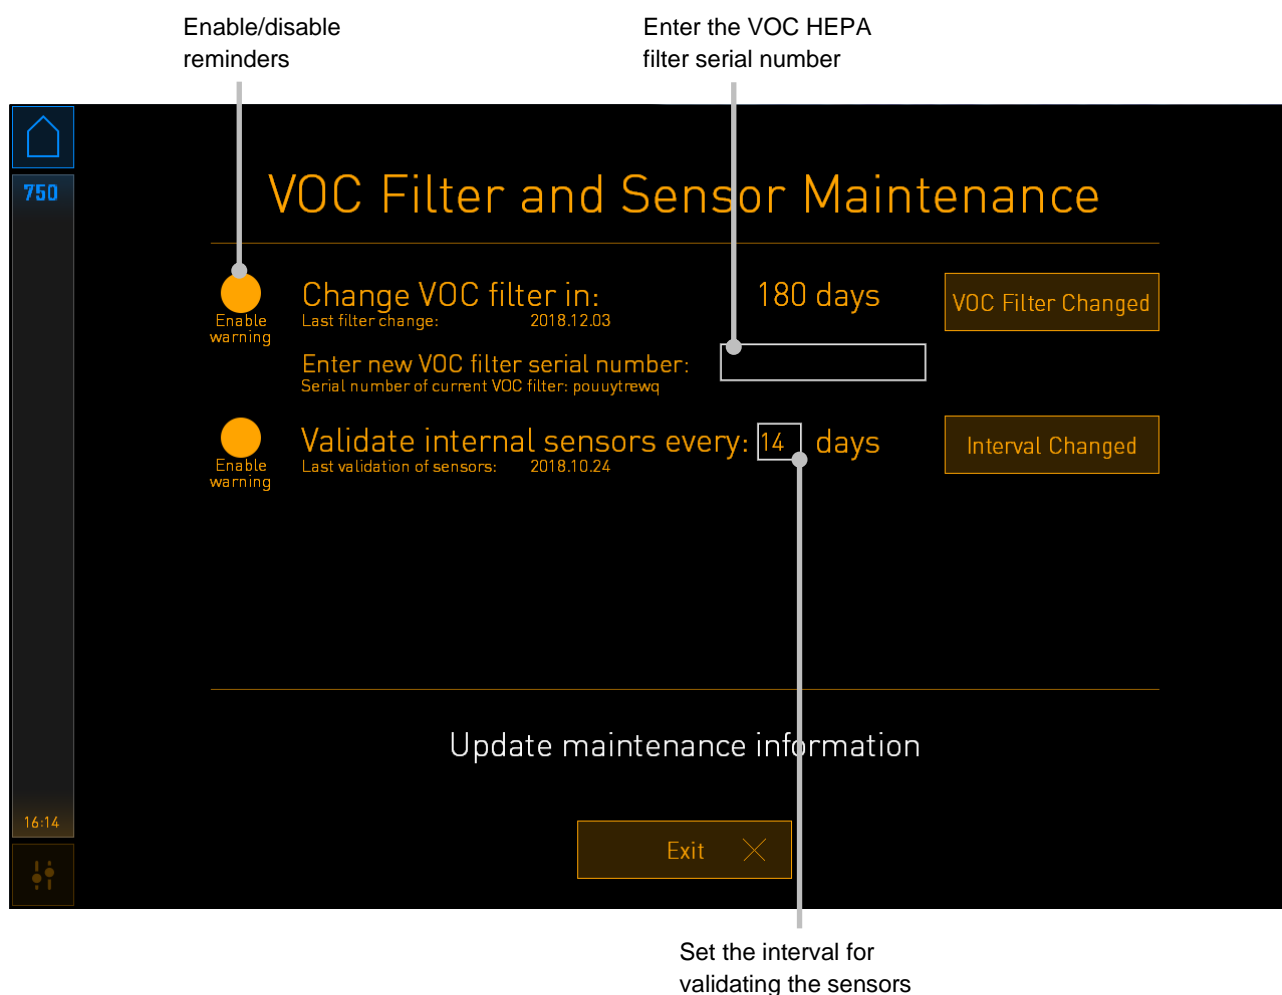 Enable/disable
reminders
Enter the VOC HEPA
filter serial number
750
VOC Filter and Sensor Maintenance
Enable
warning
Change VOC filter in:
180 days
VOC Filter Changed
Last filter change: 2018.12.03
Enter new VOC filter serial number:
Serial number of current VOC filter: pouuytrewq
Enable
warning
Validate internal sensors every: 14 days
Interval Changed
Last validation of sensors: 2018.10.24
Update maintenance information
16:14
Exit
Set the interval for
validating the sensors